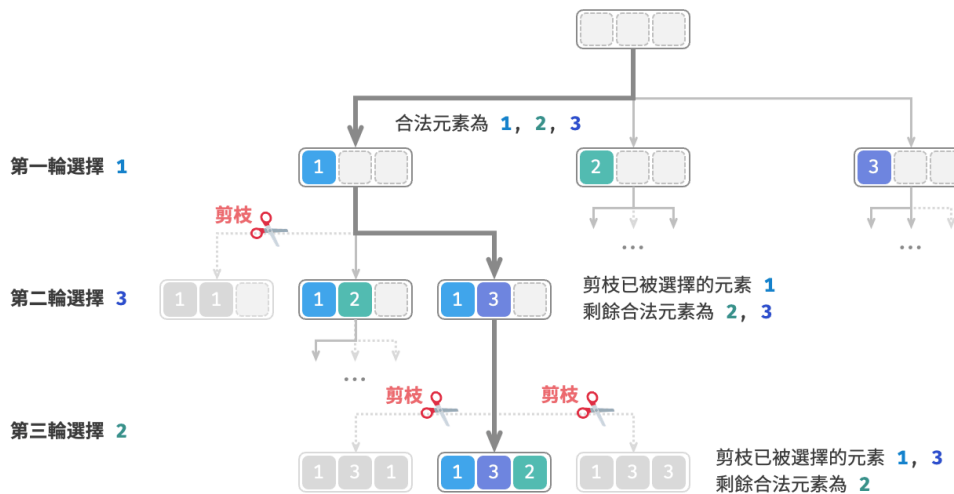 合法元素為 1, 2, 3
第一輪選擇 1
1
2
3
剪枝
第二輪選擇 3
1 1
1 2
1 3
剪枝已被選擇的元素 1
剩餘合法元素為 2, 3
...
...
...
剪枝
剪枝
第三輪選擇 2
1 3 1
1 3 2
1 3 3
剪枝已被選擇的元素 1, 3
剩餘合法元素為 2